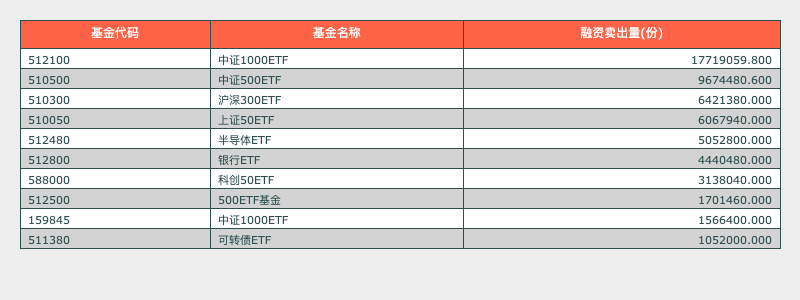 基金代码 基金名称 融资卖出量(份)
512100 中证1000ETF 17719059.800
510500 中证500ETF 9674480.600
510300 沪深300ETF 6421380.000
510050 上证50ETF 6067940.000
512480 半导体ETF 5052800.000
512800 银行ETF 4440480.000
588000 科创50ETF 3138040.000
512500 500ETF基金 1701460.000
159845 中证1000ETF 1566400.000
511380 可转债ETF 1052000.000